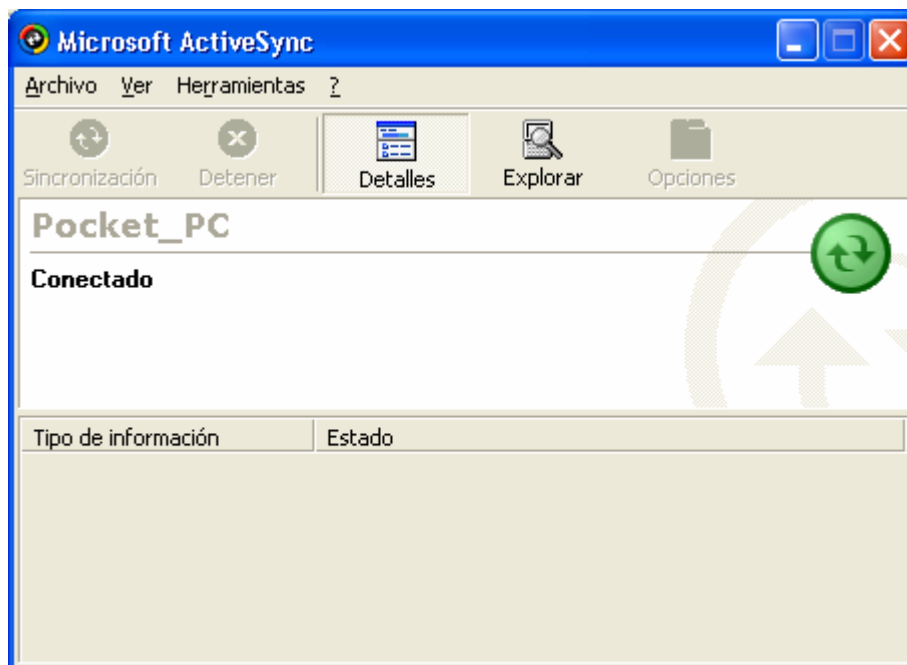 Microsoft ActiveSync
Archivo Ver Herramientas ?
Sincronización Detener Detalles Explorar Opciones
Pocket_PC
Conectado
Tipo de información Estado